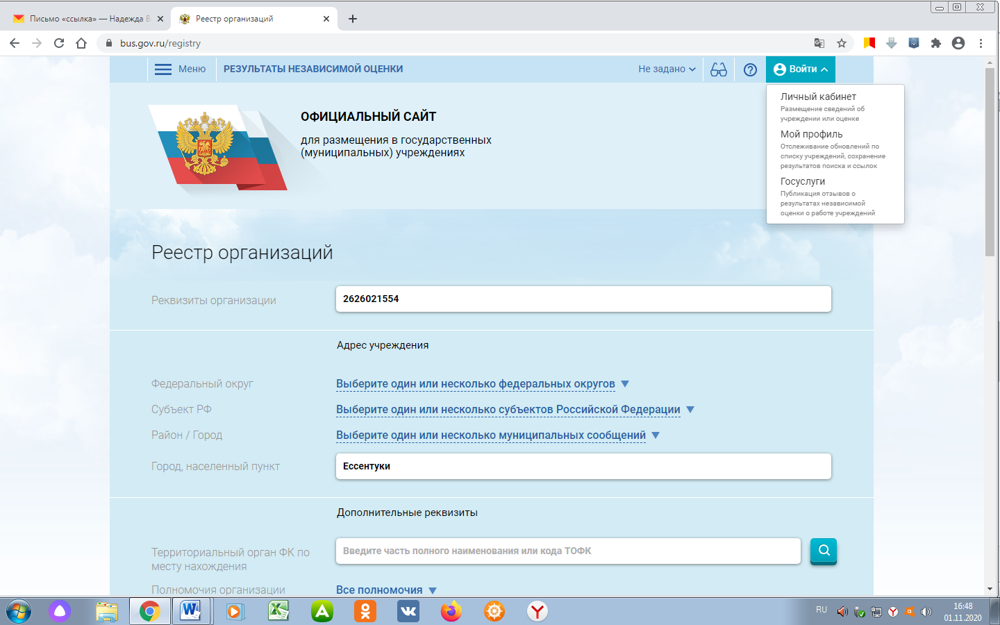 Письмо «ссылка» — Надежда В
Реестр организаций
bus.gov.ru/registry
Меню
РЕЗУЛЬТАТЫ НЕЗАВИСИМОЙ ОЦЕНКИ
Не задано
Войти
Личный кабинет
Размещение сведений об
учреждении или оценке
Мой профиль
Отслеживание обновлений по
списку учреждений, сохранение
результатов поиска и ссылок
Госуслуги
Публикация отзывов о
результатах независимой
оценки о работе учреждений
ОФИЦИАЛЬНЫЙ САЙТ
для размещения в государственных
(муниципальных) учреждениях
Реестр организаций
Реквизиты организации
2626021554
Адрес учреждения
Федеральный округ
Выберите один или несколько федеральных округов
Субъект РФ
Выберите один или несколько субъектов Российской Федерации
Район / Город
Выберите один или несколько муниципальных сообщений
Город, населенный пункт
Ессентуки
Дополнительные реквизиты
Территориальный орган ФК по
месту нахождения
Введите часть полного наименования или кода ТОФК
Полномочия организации
Все полномочия
RU
16:48
01.11.2020